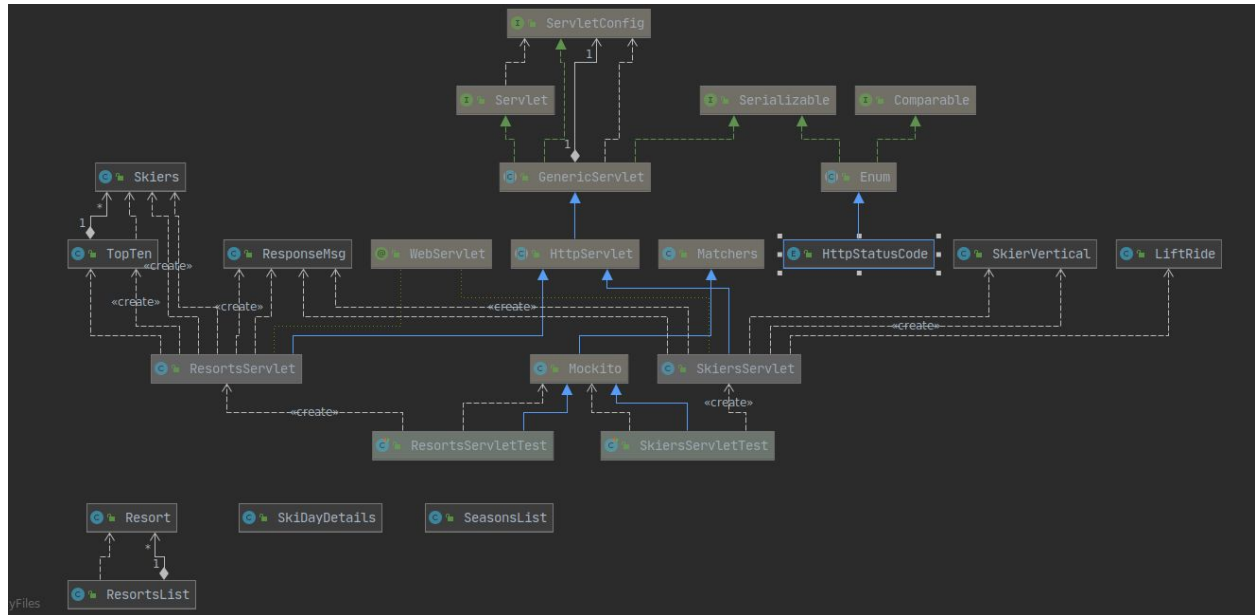 ServletConfig
1
Servlet
Serializable
Comparable
1
GenericServlet
Enum
Skiers
*
1
TopTen
ResponseMsg
WebServlet
HttpServlet
Matchers
HttpStatusCode
SkierVertical
LiftRide
«create»
«create»
«create»
«create»
«create»
ResortsServlet
Mockito
SkiersServlet
«create»
«create»
ResortsServletTest
SkiersServletTest
Resort
SkiDayDetails
SeasonsList
*
1
ResortsList
yFiles